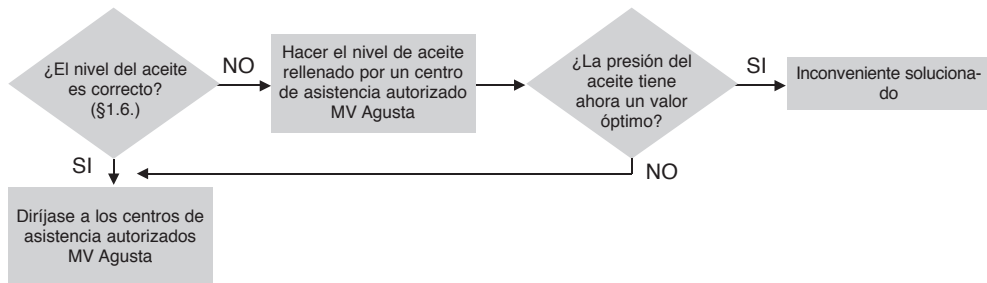 ¿El nivel del aceite
es correcto?
(§1.6.)
NO
Hacer el nivel de aceite
rellenado por un centro
de asistencia autorizado
MV Agusta
¿La presión del
aceite tiene
ahora un valor
óptimo?
SI
Inconveniente soluciona-
do
SI
NO
Diríjase a los centros de
asistencia autorizados
MV Agusta